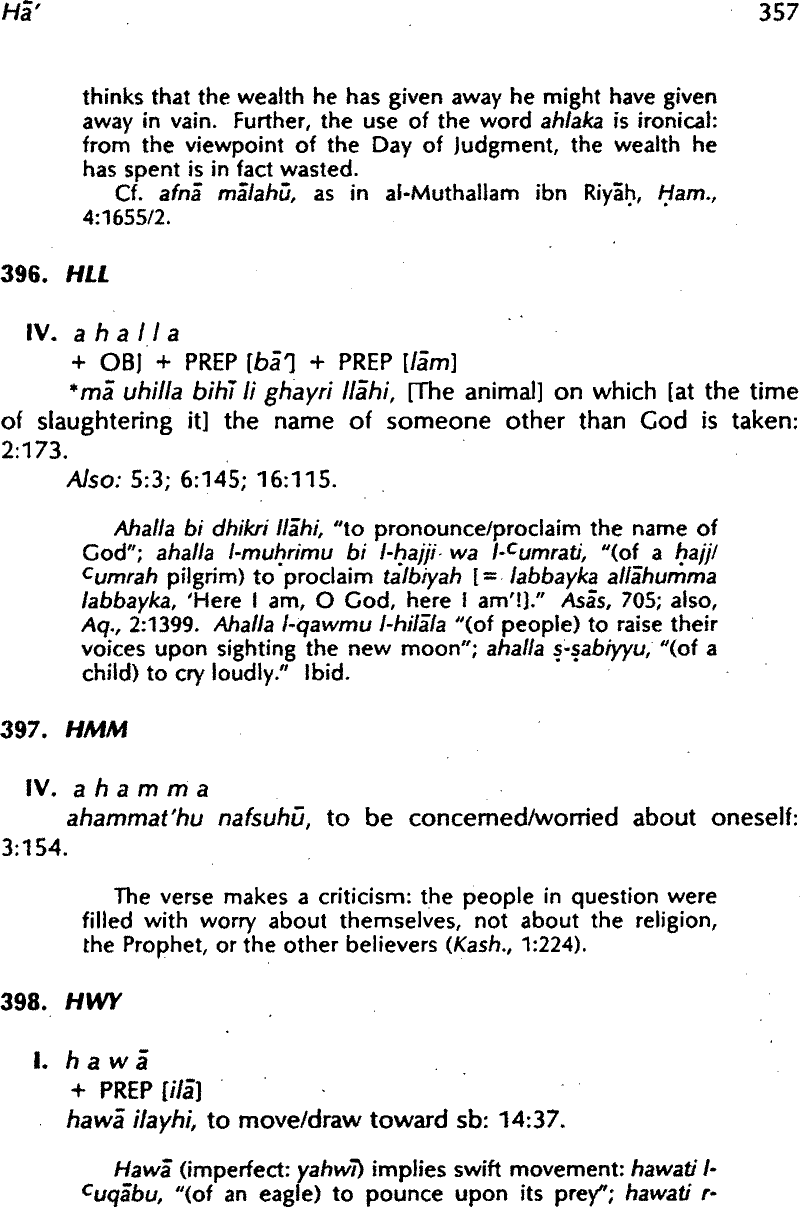 Hā’ 357
thinks that the wealth he has given away he might have given
away in vain. Further, the use of the word ahlaka is ironical:
from the viewpoint of the Day of Judgment, the wealth he
has spent is in fact wasted.
Cf. afnā mālahū, as in al-Muthallam ibn Riyāḥ, Ḥam.,
4:1655/2.
396. HLL
IV. a h a l l a
+ OBJ + PREP [bā’] + PREP [lām]
*mā uhilla bihī li ghayri llāhi, [The animal] on which [at the time
of slaughtering it] the name of someone other than God is taken:
2:173.
Also: 5:3; 6:145; 16:115.
Ahalla bi dhikri llāhi, “to pronounce/proclaim the name of
God”; ahalla l-muḥrimu bi l-ḥajji wa l-ᶜumrati, “(of a ḥajj/
ᶜumrah pilgrim) to proclaim talbiyah [= labbayka allāhumma
labbayka, ‘Here I am, O God, here I am’!].” Asās, 705; also,
Aq., 2:1399. Ahalla l-qawmu l-hilāla “(of people) to raise their
voices upon sighting the new moon”; ahalla ṣ-ṣabiyyu, “(of a
child) to cry loudly.” Ibid.
397. HMM
IV. a h a m m a
ahammat’hu nafsuhū, to be concerned/worried about oneself:
3:154.
The verse makes a criticism: the people in question were
filled with worry about themselves, not about the religion,
the Prophet, or the other believers (Kash., 1:224).
398. HWY
I. h a w ā
+ PREP [ilā]
hawā ilayhi, to move/draw toward sb: 14:37.
Hawā (imperfect: yahwī) implies swift movement: hawati l-
ᶜuqābu, “(of an eagle) to pounce upon its prey”; hawati r-